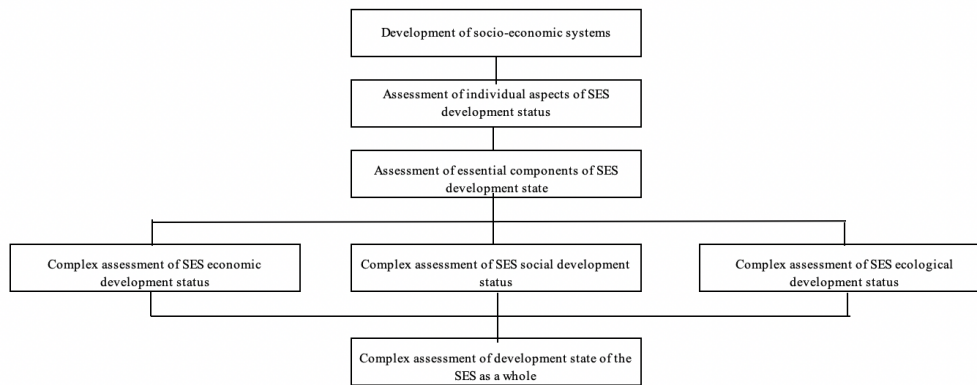 Development of socio-economic systems
Assessment of individual aspects of SES
development status
Assessment of essential components of SES
development state
Complex assessment of SES economic
development status
Complex assessment of SES social development
status
Complex assessment of SES ecological
development status
Complex assessment of development state of the
SES as a whole